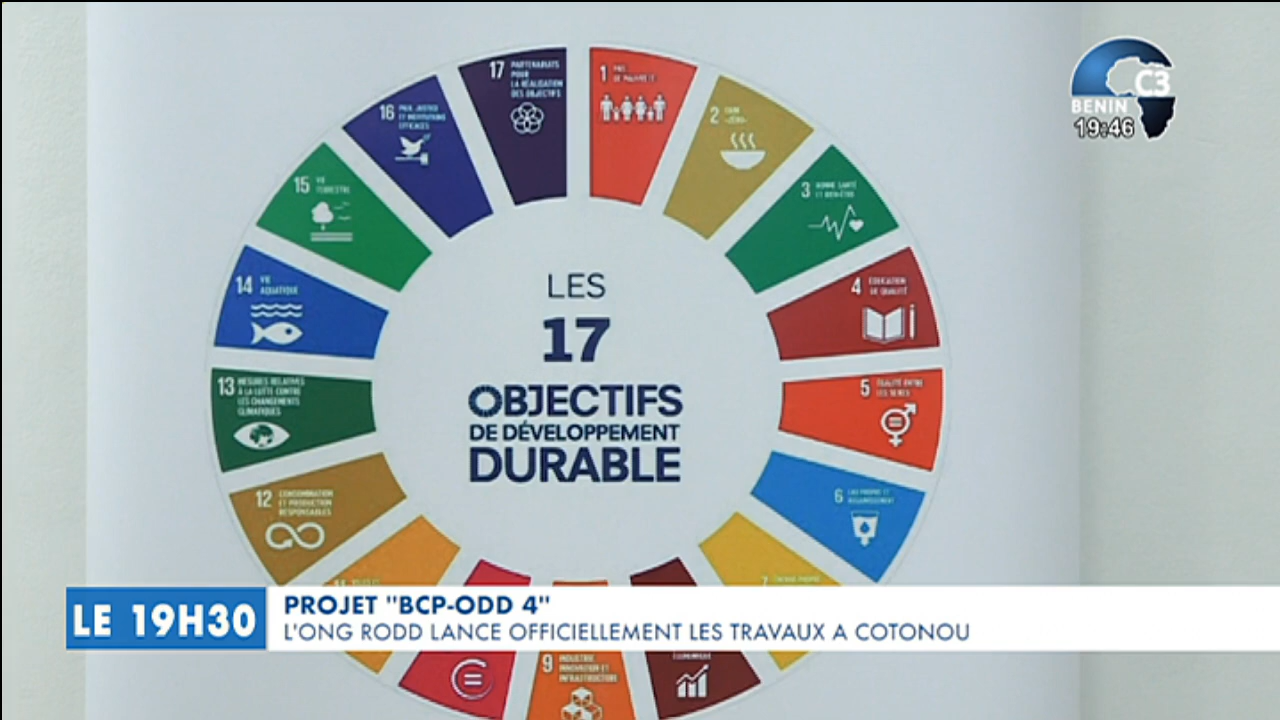 C3
BENIN
19:46
17 PARTENARIATS
POUR
LA RÉALISATION
DES OBJECTIFS
1 PAS
DE PAUVRETÉ
2 FAIM
«ZÉRO»
3 BONNE SANTÉ
ET BIEN-ÊTRE
4 ÉDUCATION
DE QUALITÉ
5 ÉGALITÉ ENTRE
LES SEXES
6 EAU PROPRE ET
ASSAINISSEMENT
7
9 INDUSTRIE,
INNOVATION ET
INFRASTRUCTURE
12 CONSOMMATION
ET PRODUCTION
RESPONSABLES
13 MESURES RELATIVES
À LA LUTTE CONTRE
LES CHANGEMENTS
CLIMATIQUES
14 VIE
AQUATIQUE
15 VIE
TERRESTRE
16 PAIX, JUSTICE
ET INSTITUTIONS
EFFICACES
LES
17
OBJECTIFS
DE DÉVELOPPEMENT
DURABLE
LE 19H30
PROJET "BCP-ODD 4"
L'ONG RODD LANCE OFFICIELLEMENT LES TRAVAUX A COTONOU